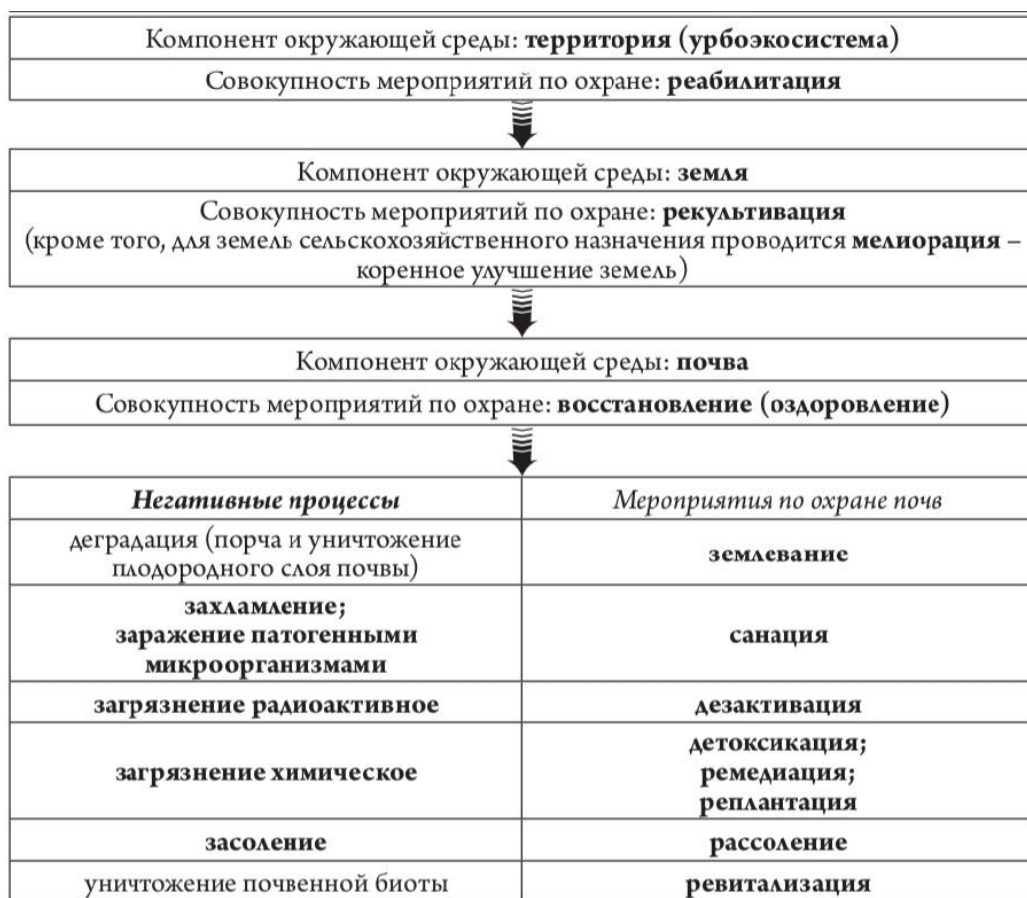 Компонент окружающей среды: территория (урбоэкосистема)
Совокупность мероприятий по охране: реабилитация
Компонент окружающей среды: земля
Совокупность мероприятий по охране: рекультивация
(кроме того, для земель сельскохозяйственного назначения проводится мелиорация –
коренное улучшение земель)
Компонент окружающей среды: почва
Совокупность мероприятий по охране: восстановление (оздоровление)
Негативные процессы
Мероприятия по охране почв
деградация (порча и уничтожение
плодородного слоя почвы)
землевание
захламление;
заражение патогенными
микроорганизмами
санация
загрязнение радиоактивное
дезактивация
загрязнение химическое
детоксикация;
ремедиация;
реплантация
засоление
рассоление
уничтожение почвенной биоты
ревитализация